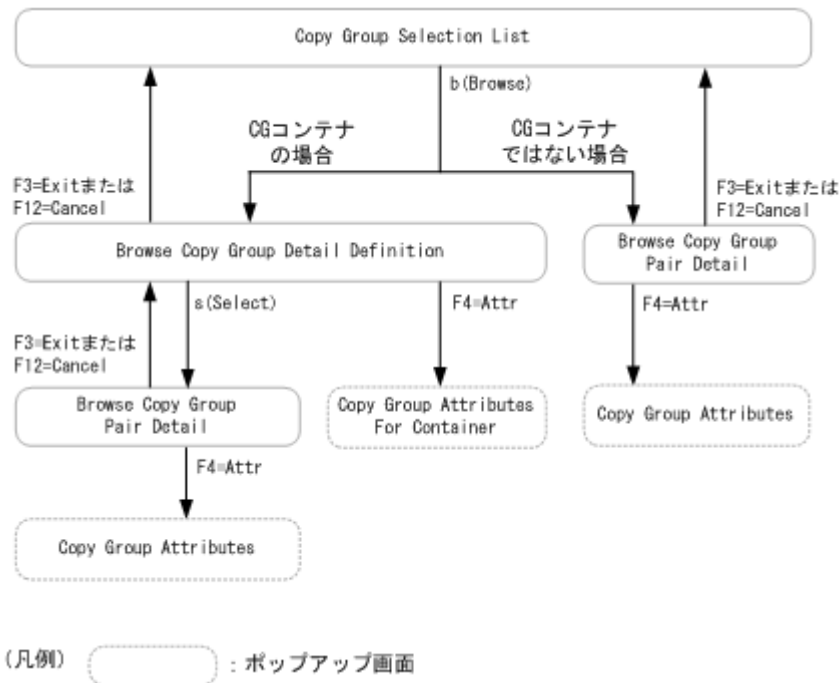 Copy Group Selection List
b(Browse)
CGコンテナ
の場合
CGコンテナ
ではない場合
F3=Exitまたは
F12=Cancel
F3=Exitまたは
F12=Cancel
Browse Copy Group Detail Definition
Browse Copy Group
Pair Detail
s(Select)
F4=Attr
F4=Attr
F3=Exitまたは
F12=Cancel
Browse Copy Group
Pair Detail
Copy Group Attributes
For Container
Copy Group Attributes
F4=Attr
Copy Group Attributes
(凡例)
:ポップアップ画面